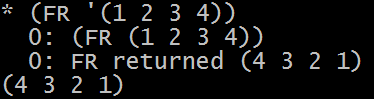 * (FR '(1 2 3 4))
  0: (FR (1 2 3 4))
  0: FR returned (4 3 2 1)
(4 3 2 1)